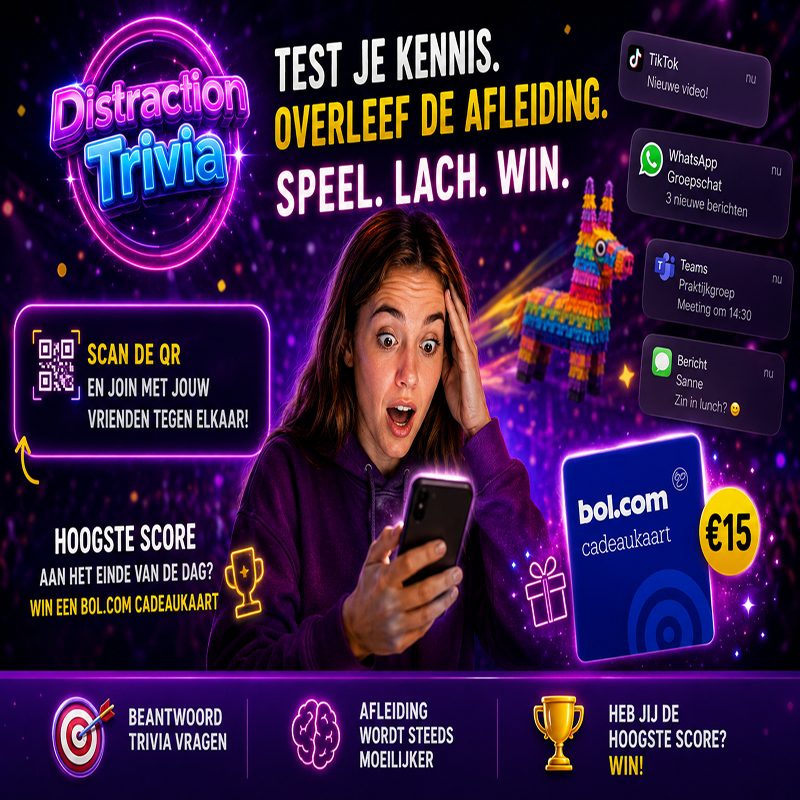 Distraction
Trivia
TEST JE KENNIS.
OVERLEEF DE AFLEIDING.
SPEEL. LACH. WIN.
TikTok
nu
Nieuwe video!
WhatsApp
nu
Groepschat
3 nieuwe berichten
Teams
nu
Praktijkgroep
Meeting om 14:30
Bericht
nu
Sanne
Zin in lunch? 😀
SCAN DE QR
EN JOIN MET JOUW
VRIENDEN TEGEN ELKAAR!
HOOGSTE SCORE
AAN HET EINDE VAN DE DAG?
WIN EEN BOL.COM CADEAUKAART
bol.com
cadeaukaart
€15
BEANTWOORD
TRIVIA VRAGEN
AFLEIDING
WORDT STEEDS
MOEILIJKER
HEB JIJ DE
HOOGSTE SCORE?
WIN!